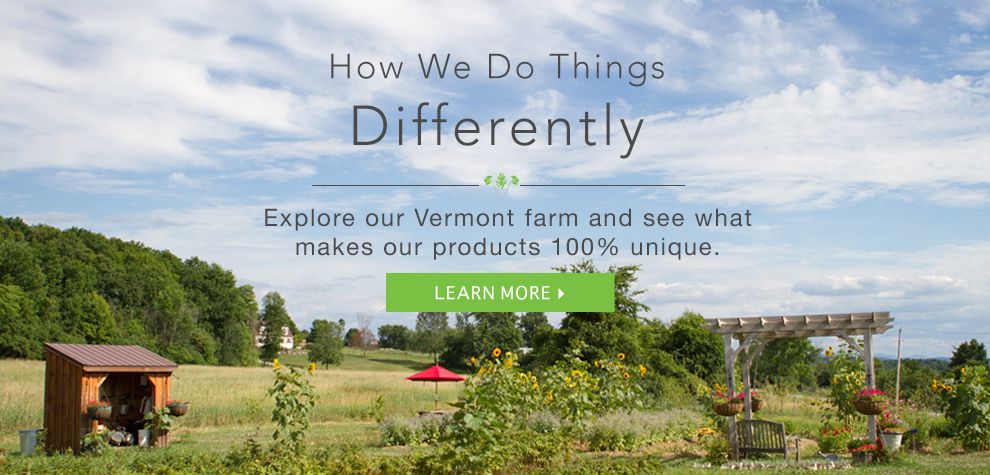 How We Do Things
Differently
Explore our Vermont farm and see what
makes our products 100% unique.
LEARN MORE